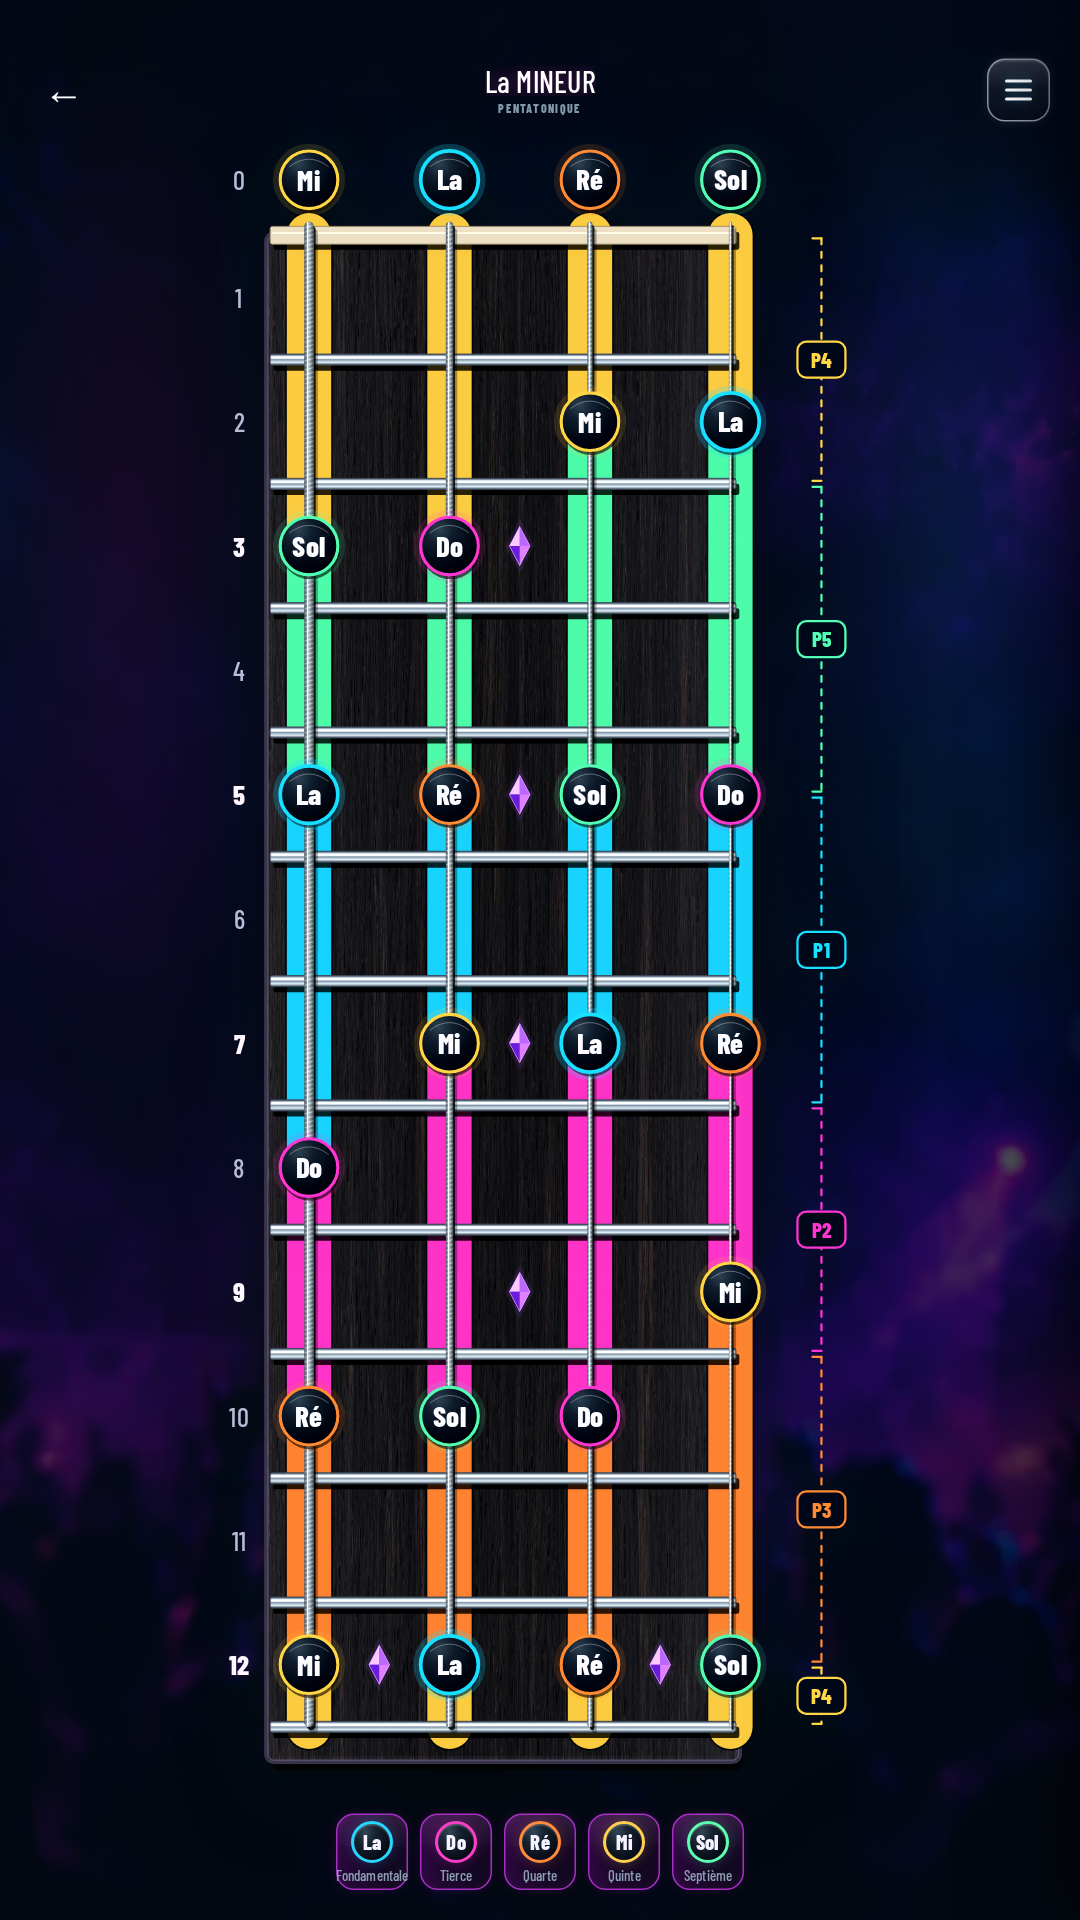 ←
La MINEUR
PENTATONIQUE
0 Mi La Ré Sol
1
P4
2 Mi La
3 Sol Do
P5
4
5 La Ré Sol Do
6
P1
7 Mi La Ré
8 Do
P2
9 Mi
10 Ré Sol Do
P3
11
12 Mi La Ré Sol
P4
La Do Ré Mi Sol
Fondamentale Tierce Quarte Quinte Septième